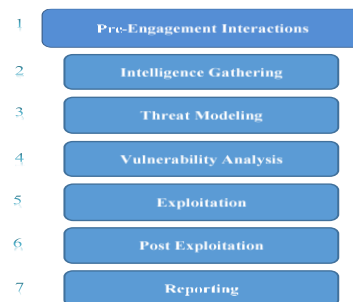 1 Pre-Engagement Interactions
2 Intelligence Gathering
3 Threat Modeling
4 Vulnerability Analysis
5 Exploitation
6 Post Exploitation
7 Reporting